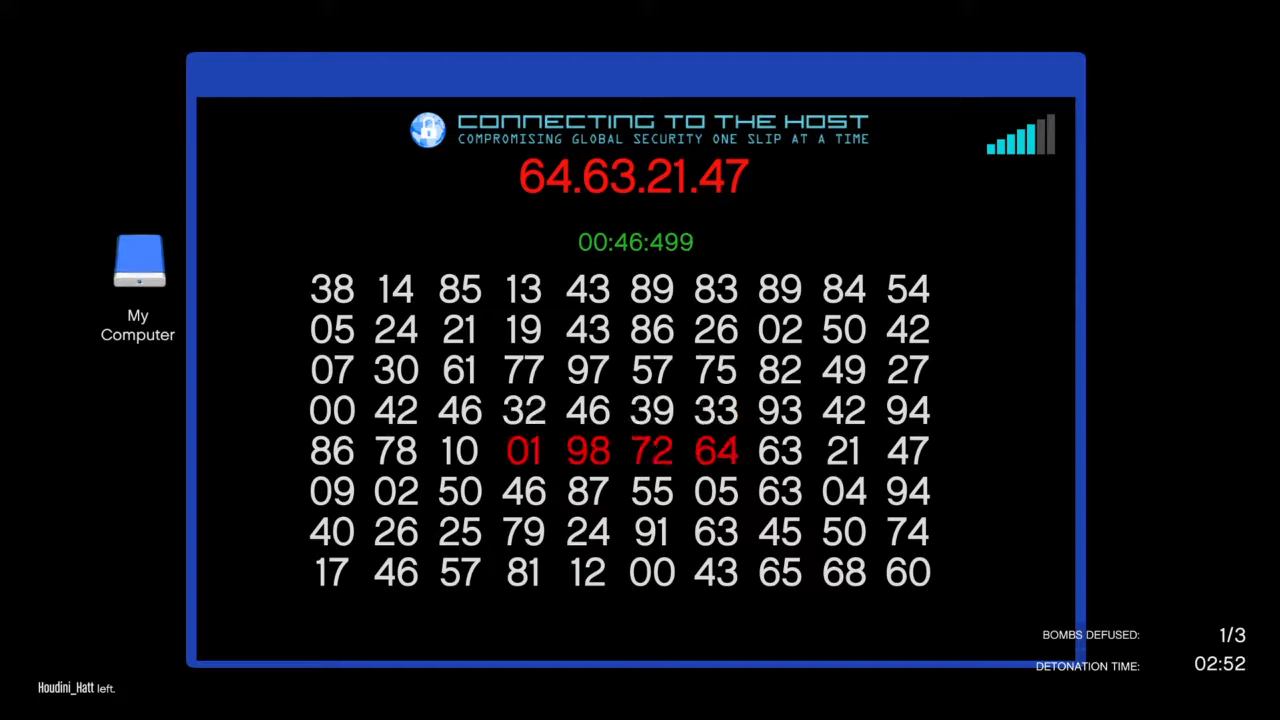 CONNECTING TO THE HOST
COMPROMISING GLOBAL SECURITY ONE SLIP AT A TIME
64.63.21.47
00:46:499
38 14 85 13 43 89 83 89 84 54
05 24 21 19 43 86 26 02 50 42
07 30 61 77 97 57 75 82 49 27
00 42 46 32 46 39 33 93 42 94
86 78 10 01 98 72 64 63 21 47
09 02 50 46 87 55 05 63 04 94
40 26 25 79 24 91 63 45 50 74
17 46 57 81 12 00 43 65 68 60
My
Computer
BOMBS DEFUSED: 1/3
DETONATION TIME: 02:52
Houdini_Hatt left.